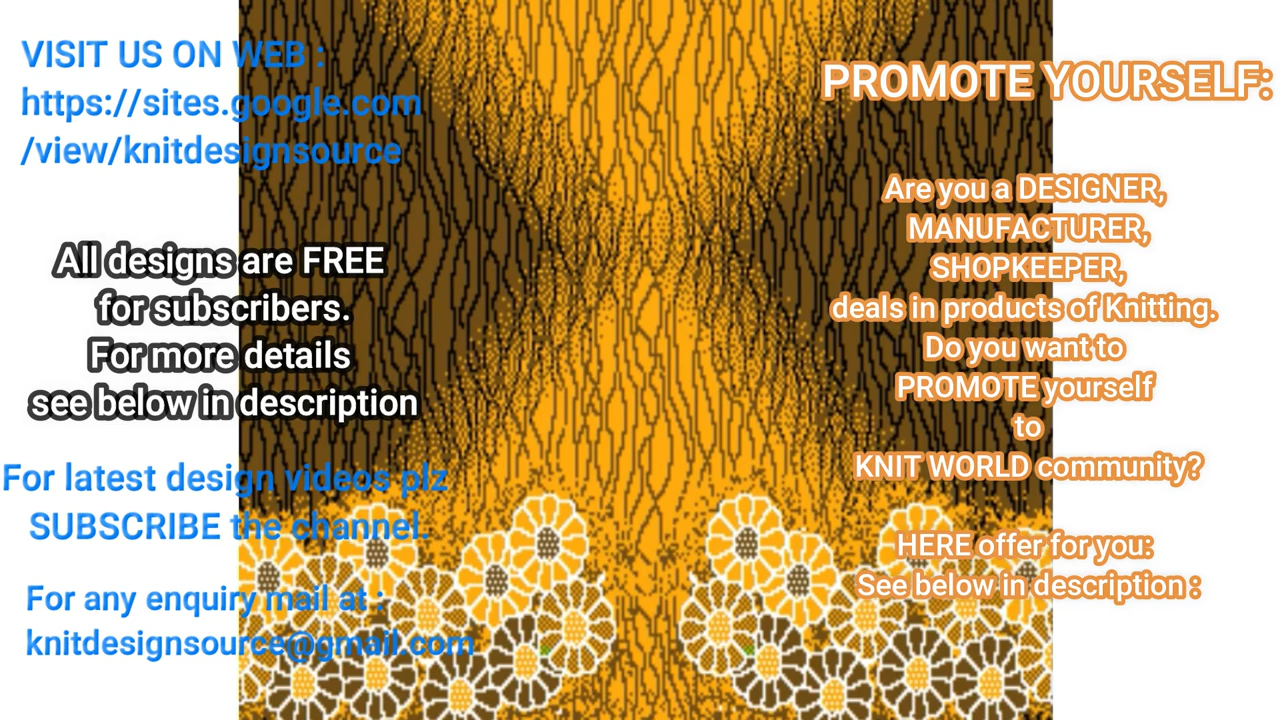 VISIT US ON WEB :
https://sites.google.com
/view/knitdesignsource
All designs are FREE
for subscribers.
For more details
see below in description
For latest design videos plz
SUBSCRIBE the channel.
For any enquiry mail at :
knitdesignsource@gmail.com
PROMOTE YOURSELF:
Are you a DESIGNER,
MANUFACTURER,
SHOPKEEPER,
deals in products of Knitting.
Do you want to
PROMOTE yourself
to
KNIT WORLD community?
HERE offer for you:
See below in description :